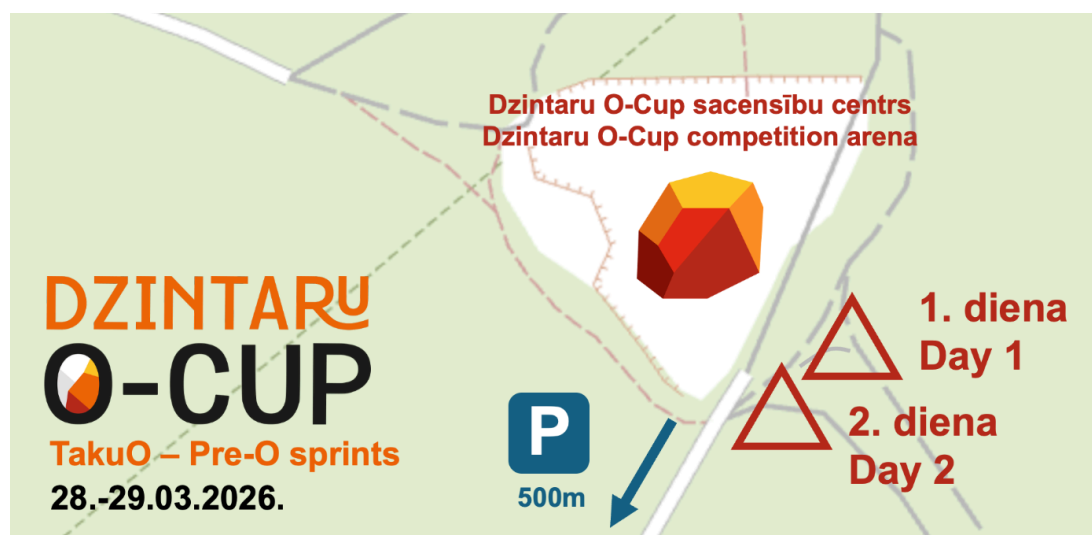 Dzintaru O-Cup sacensību centrs
Dzintaru O-Cup competition arena
1. diena
Day 1
2. diena
Day 2
P
500m
DZINTARU
O-CUP
TakuO – Pre-O sprints
28.-29.03.2026.